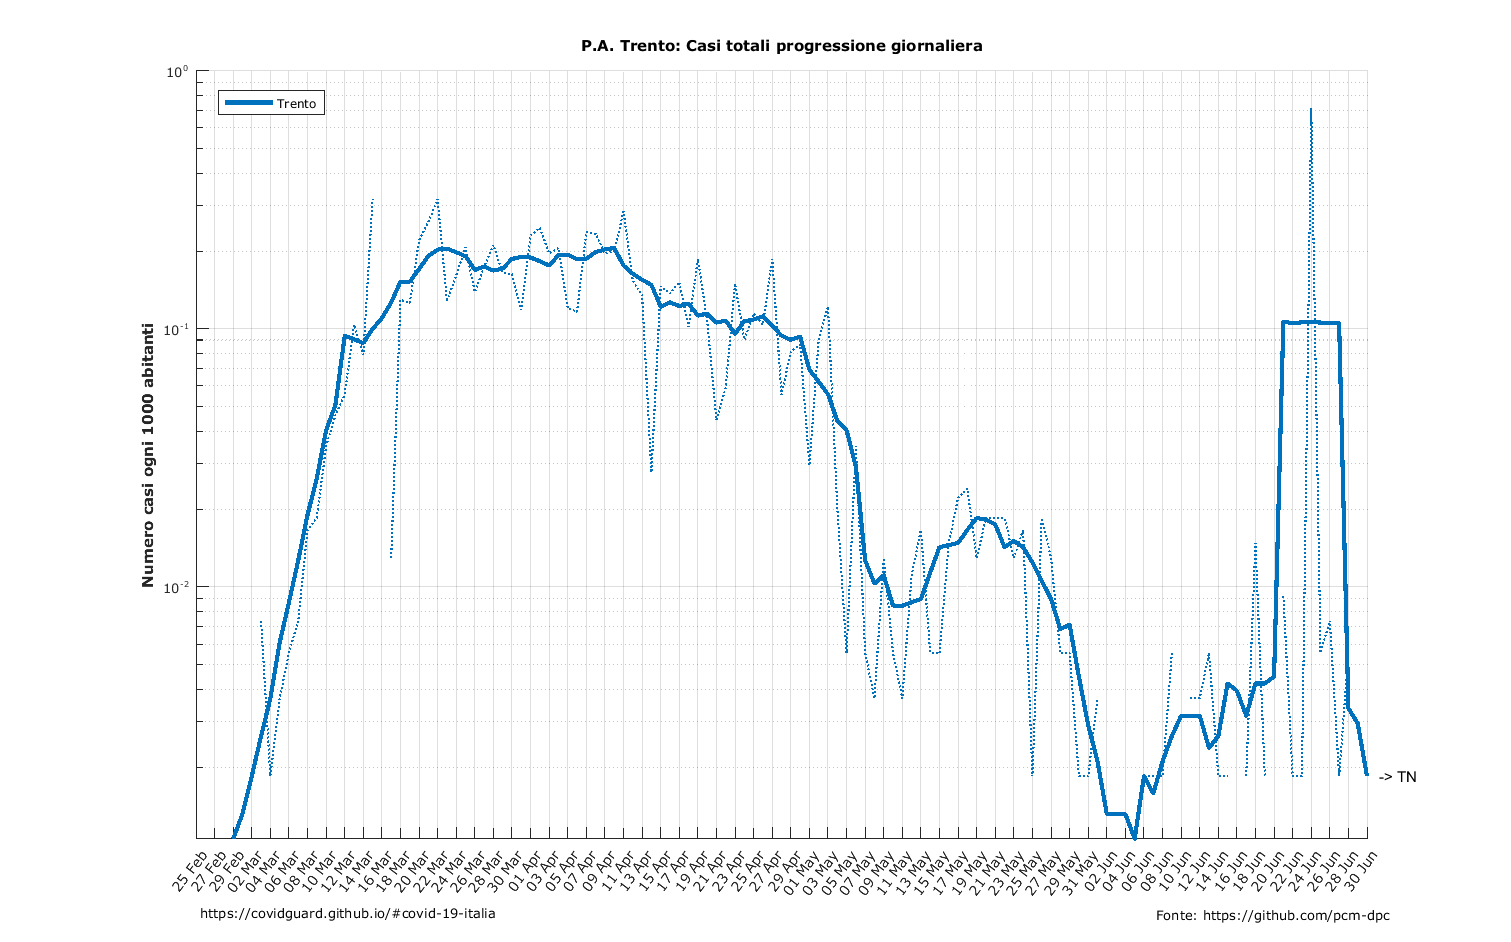 P.A. Trento: Casi totali progressione giornaliera
10^0
Trento
10^-1
Numero casi ogni 1000 abitanti
10^-2
-> TN
25 Feb
27 Feb
29 Feb
02 Mar
04 Mar
06 Mar
08 Mar
10 Mar
12 Mar
14 Mar
16 Mar
18 Mar
20 Mar
22 Mar
24 Mar
26 Mar
28 Mar
30 Mar
01 Apr
03 Apr
05 Apr
07 Apr
09 Apr
11 Apr
13 Apr
15 Apr
17 Apr
19 Apr
21 Apr
23 Apr
25 Apr
27 Apr
29 Apr
01 May
03 May
05 May
07 May
09 May
11 May
13 May
15 May
17 May
19 May
21 May
23 May
25 May
27 May
29 May
31 May
02 Jun
04 Jun
06 Jun
08 Jun
10 Jun
12 Jun
14 Jun
16 Jun
18 Jun
20 Jun
22 Jun
24 Jun
26 Jun
28 Jun
30 Jun
https://covidguard.github.io/#covid-19-italia
Fonte: https://github.com/pcm-dpc